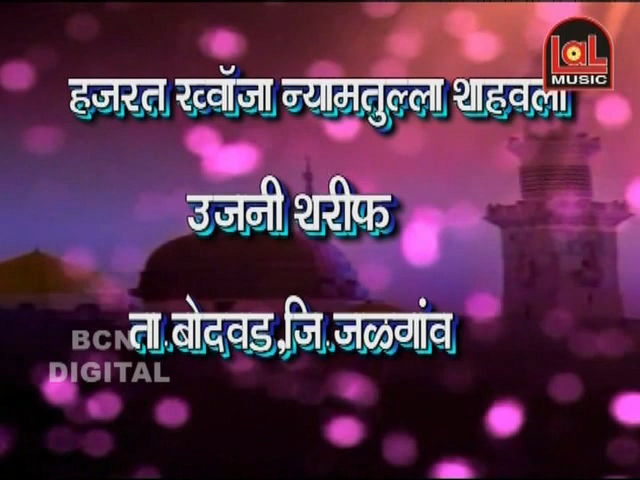 LaL
MUSIC
हजरत ख्वॉजा न्यामतुल्ला शाहवली
उजनी शरीफ
ता.बोदवड,जि.जळगांव
BCN
DIGITAL